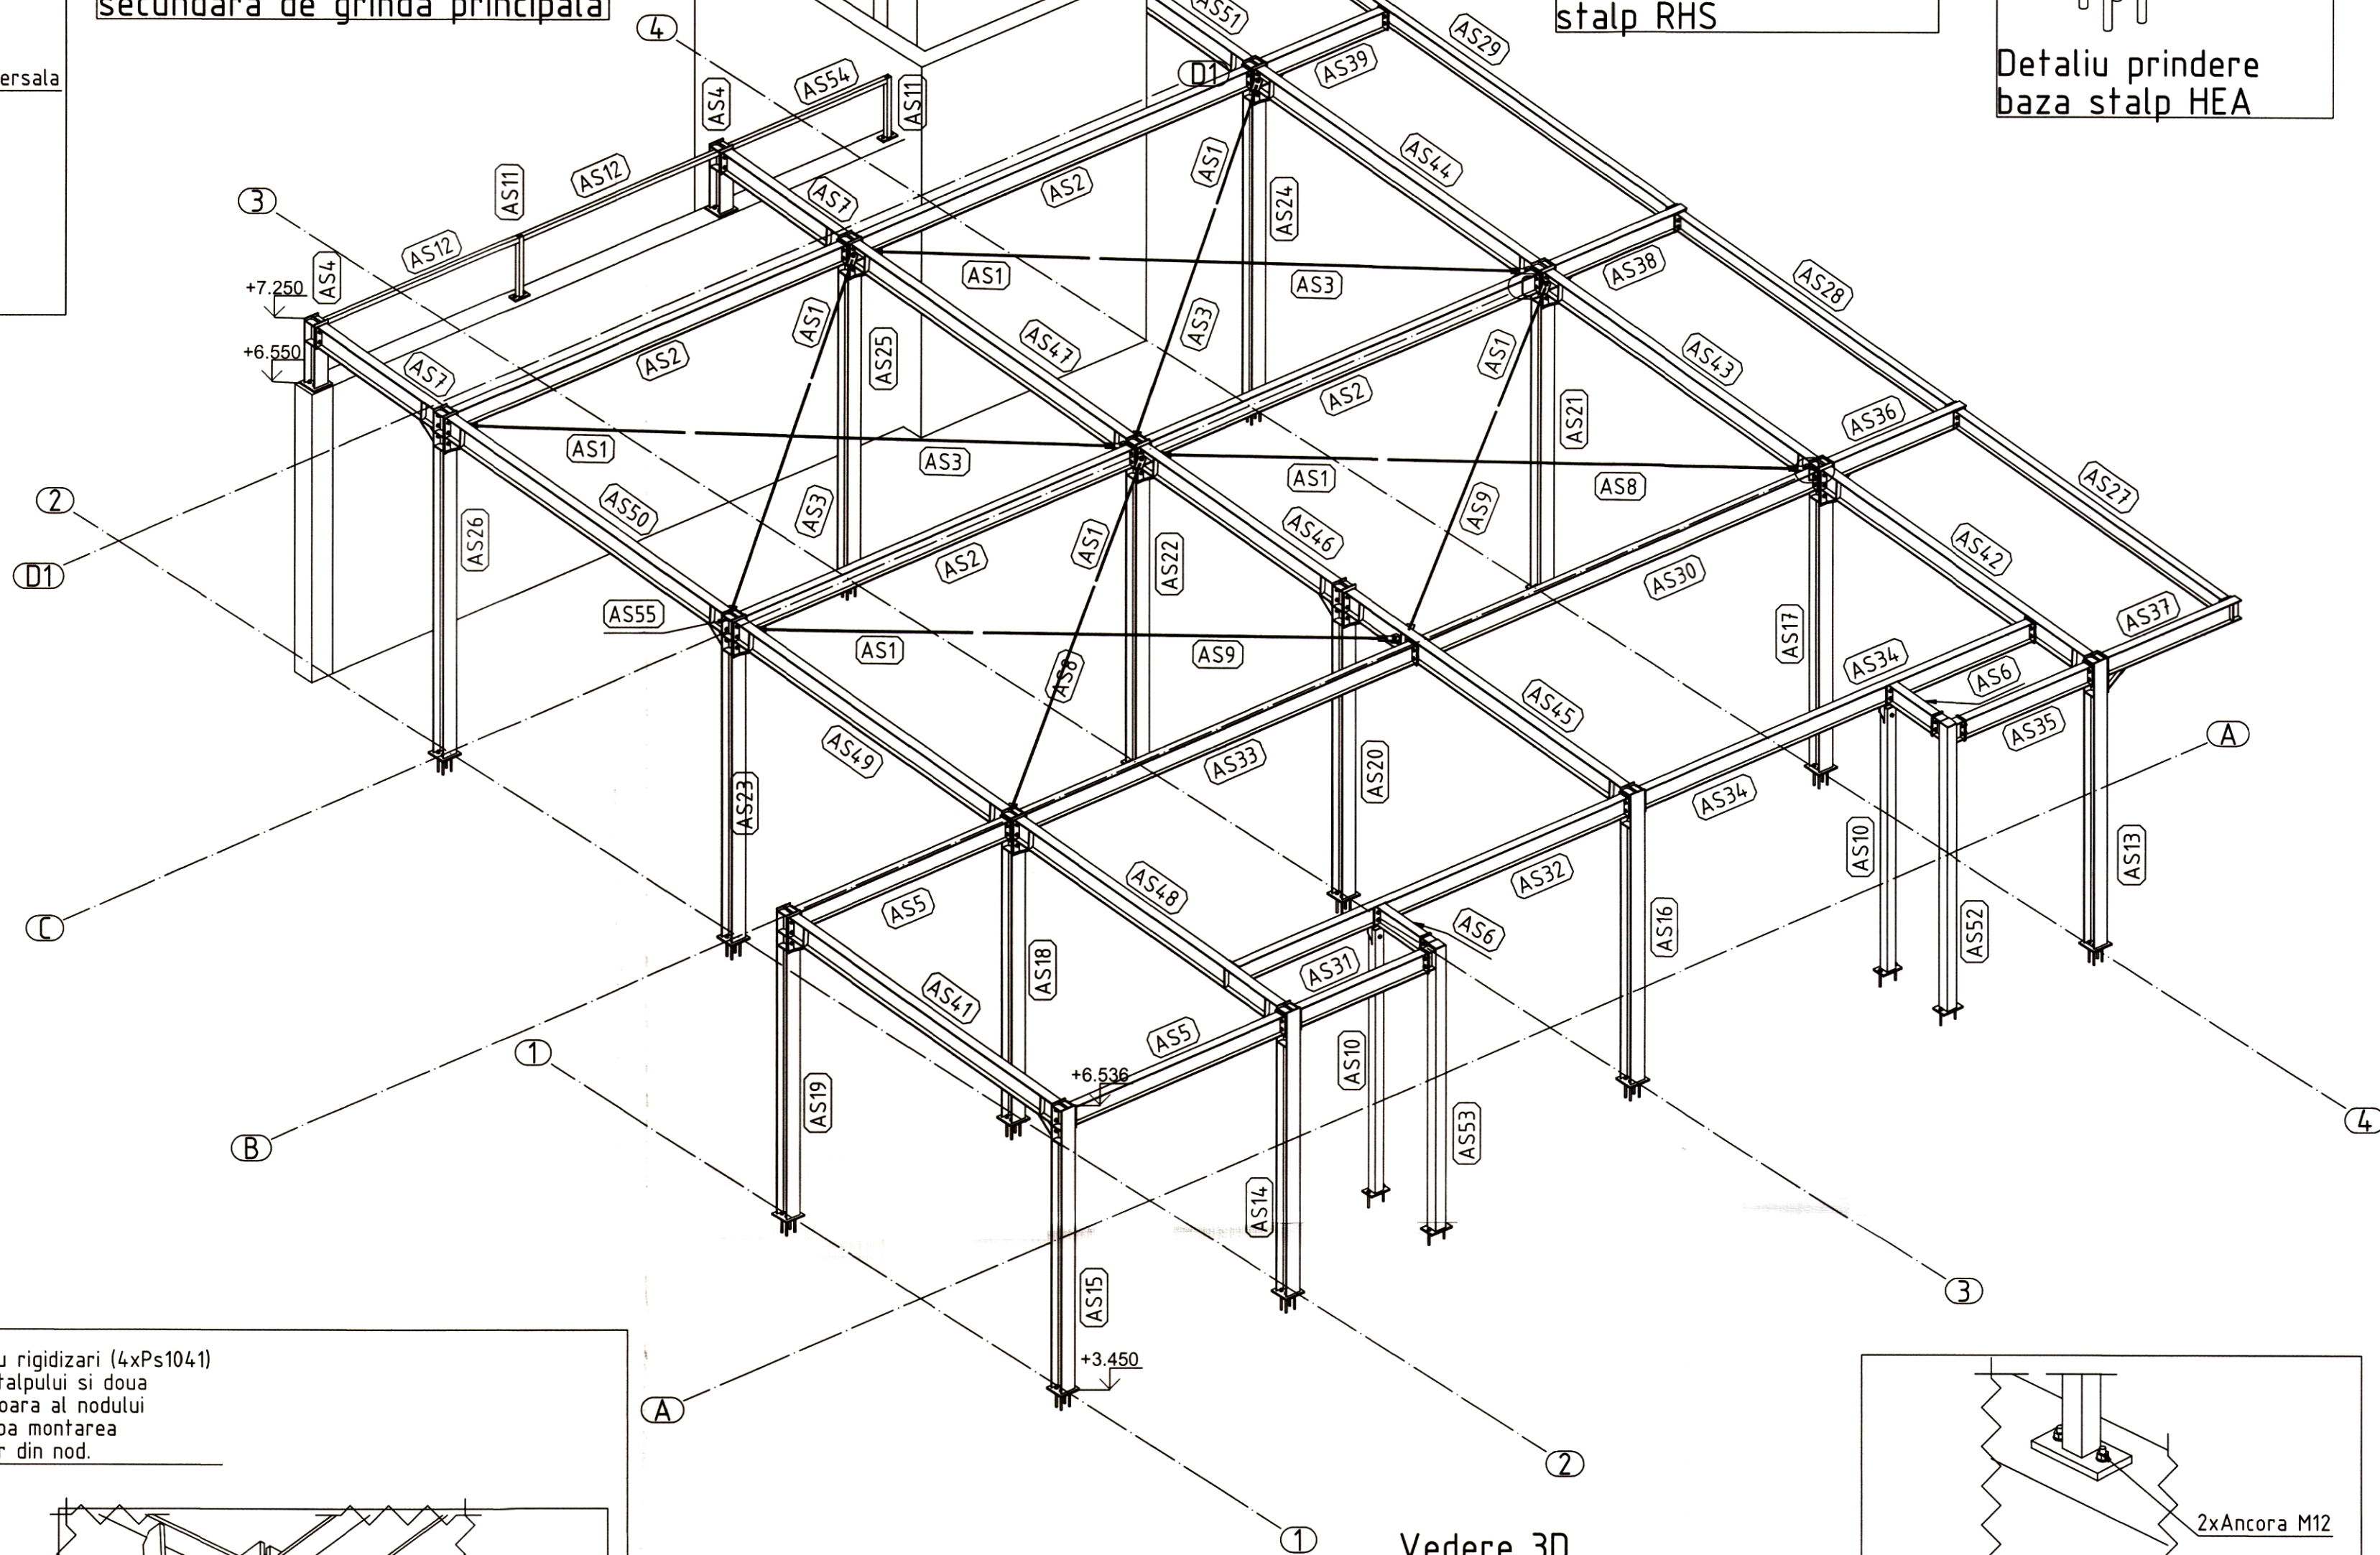 secundara de grinda principala
ersala
stalp RHS
Detaliu prindere
baza stalp HEA
4
D1
AS51
AS29
AS39
AS54
AS4
AS11
AS44
AS1
AS2
AS24
AS12
AS11
AS7
3
AS12
AS4
+7.250
+6.550
AS1
AS3
AS38
AS28
AS1
AS25
AS47
AS3
AS2
AS7
AS1
AS43
AS2
AS36
AS21
AS1
AS3
AS1
AS8
AS27
2
D1
AS26
AS50
AS3
AS9
AS46
AS42
AS1
AS22
AS2
AS30
AS55
AS1
AS9
AS8
AS17
AS37
AS34
AS6
AS45
AS35
A
AS49
AS33
AS20
AS34
AS23
AS10
AS13
AS32
AS48
AS5
AS6
AS16
AS52
C
AS31
AS18
AS41
AS5
AS10
1
+6.536
AS19
AS53
B
4
AS14
AS15
3
+3.450
A
2
1
u rigidizari (4xPs1041)
talpului si doua
oara al nodului
pa montarea
r din nod.
2xAncora M12
Vedere 3D